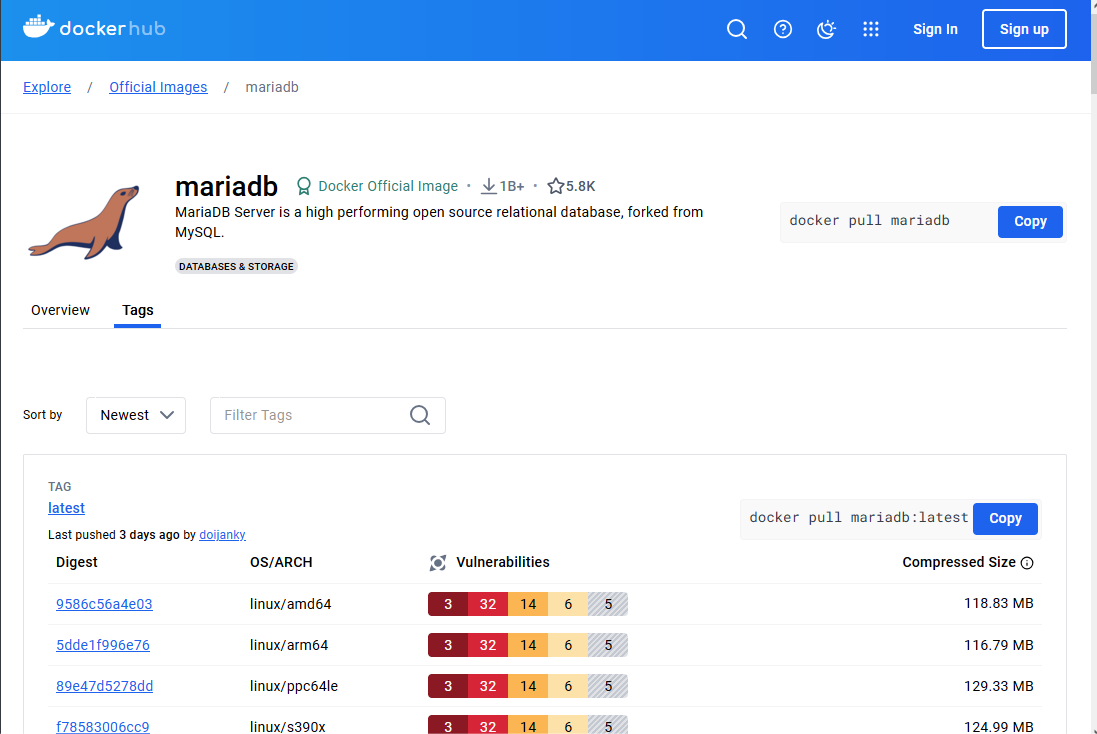 dockerhub
Sign In
Sign up
Explore / Official Images / mariadb
mariadb Docker Official Image • 1B+ • 5.8K
MariaDB Server is a high performing open source relational database, forked from
MySQL.
docker pull mariadb Copy
DATABASES & STORAGE
Overview Tags
Sort by Newest Filter Tags
TAG
latest
Last pushed 3 days ago by doijanky
docker pull mariadb:latest Copy
Digest OS/ARCH Vulnerabilities Compressed Size
9586c56a4e03 linux/amd64 3 32 14 6 5 118.83 MB
5dde1f996e76 linux/arm64 3 32 14 6 5 116.79 MB
89e47d5278dd linux/ppc64le 3 32 14 6 5 129.33 MB
f78583006cc9 linux/s390x 3 32 14 6 5 124.99 MB